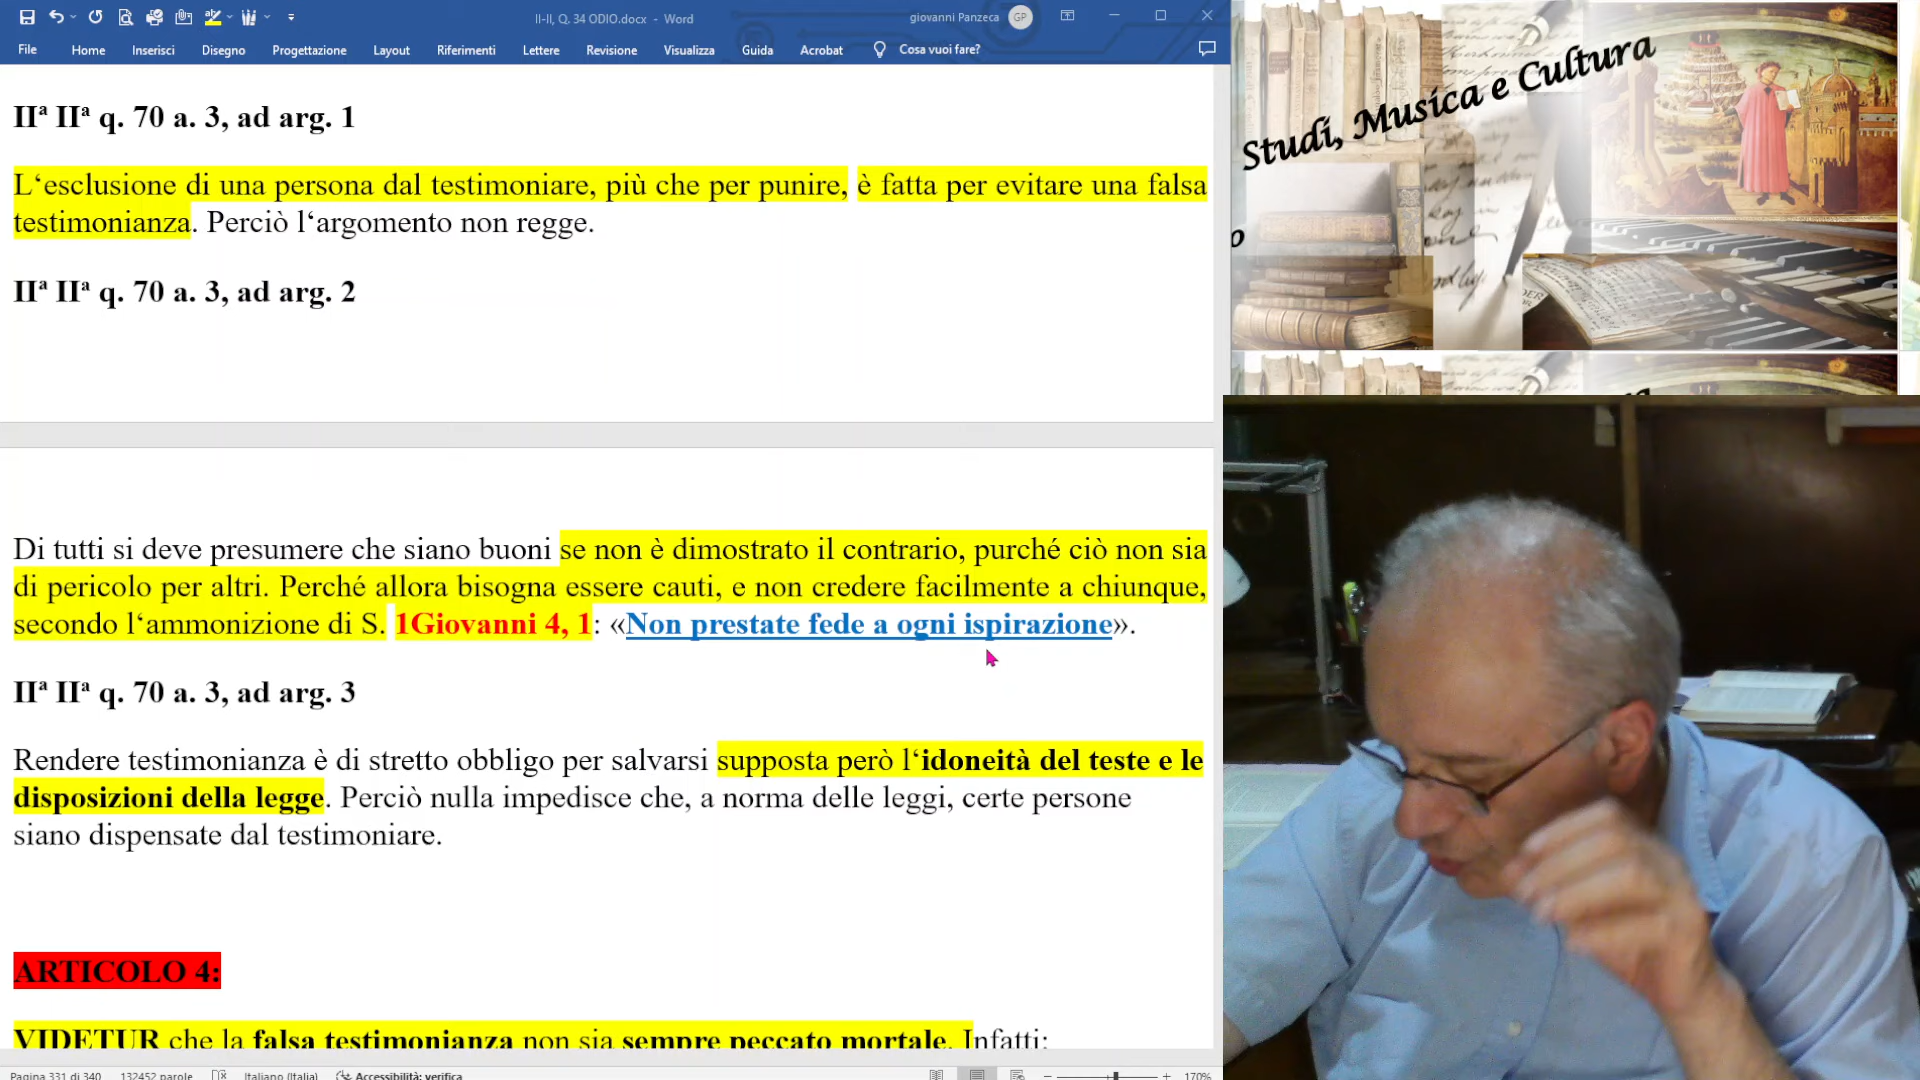 II-II, Q. 34 ODIO.docx - Word
giovanni Panzeca
GP
File Home Inserisci Disegno Progettazione Layout Riferimenti Lettere Revisione Visualizza Guida Acrobat Cosa vuoi fare?
IIª IIª q. 70 a. 3, ad arg. 1
L‘esclusione di una persona dal testimoniare, più che per punire, è fatta per evitare una falsa
testimonianza. Perciò l‘argomento non regge.
IIª IIª q. 70 a. 3, ad arg. 2
Di tutti si deve presumere che siano buoni se non è dimostrato il contrario, purché ciò non sia
di pericolo per altri. Perché allora bisogna essere cauti, e non credere facilmente a chiunque,
secondo l‘ammonizione di S. 1Giovanni 4, 1: «Non prestate fede a ogni ispirazione».
IIª IIª q. 70 a. 3, ad arg. 3
Rendere testimonianza è di stretto obbligo per salvarsi supposta però l‘idoneità del teste e le
disposizioni della legge. Perciò nulla impedisce che, a norma delle leggi, certe persone
siano dispensate dal testimoniare.
ARTICOLO 4:
VIDETUR che la falsa testimonianza non sia sempre peccato mortale. Infatti:
Pagina 331 di 340 132452 parole Italiano (Italia) Accessibilità: verifica 170%
Studi, Musica e Cultura